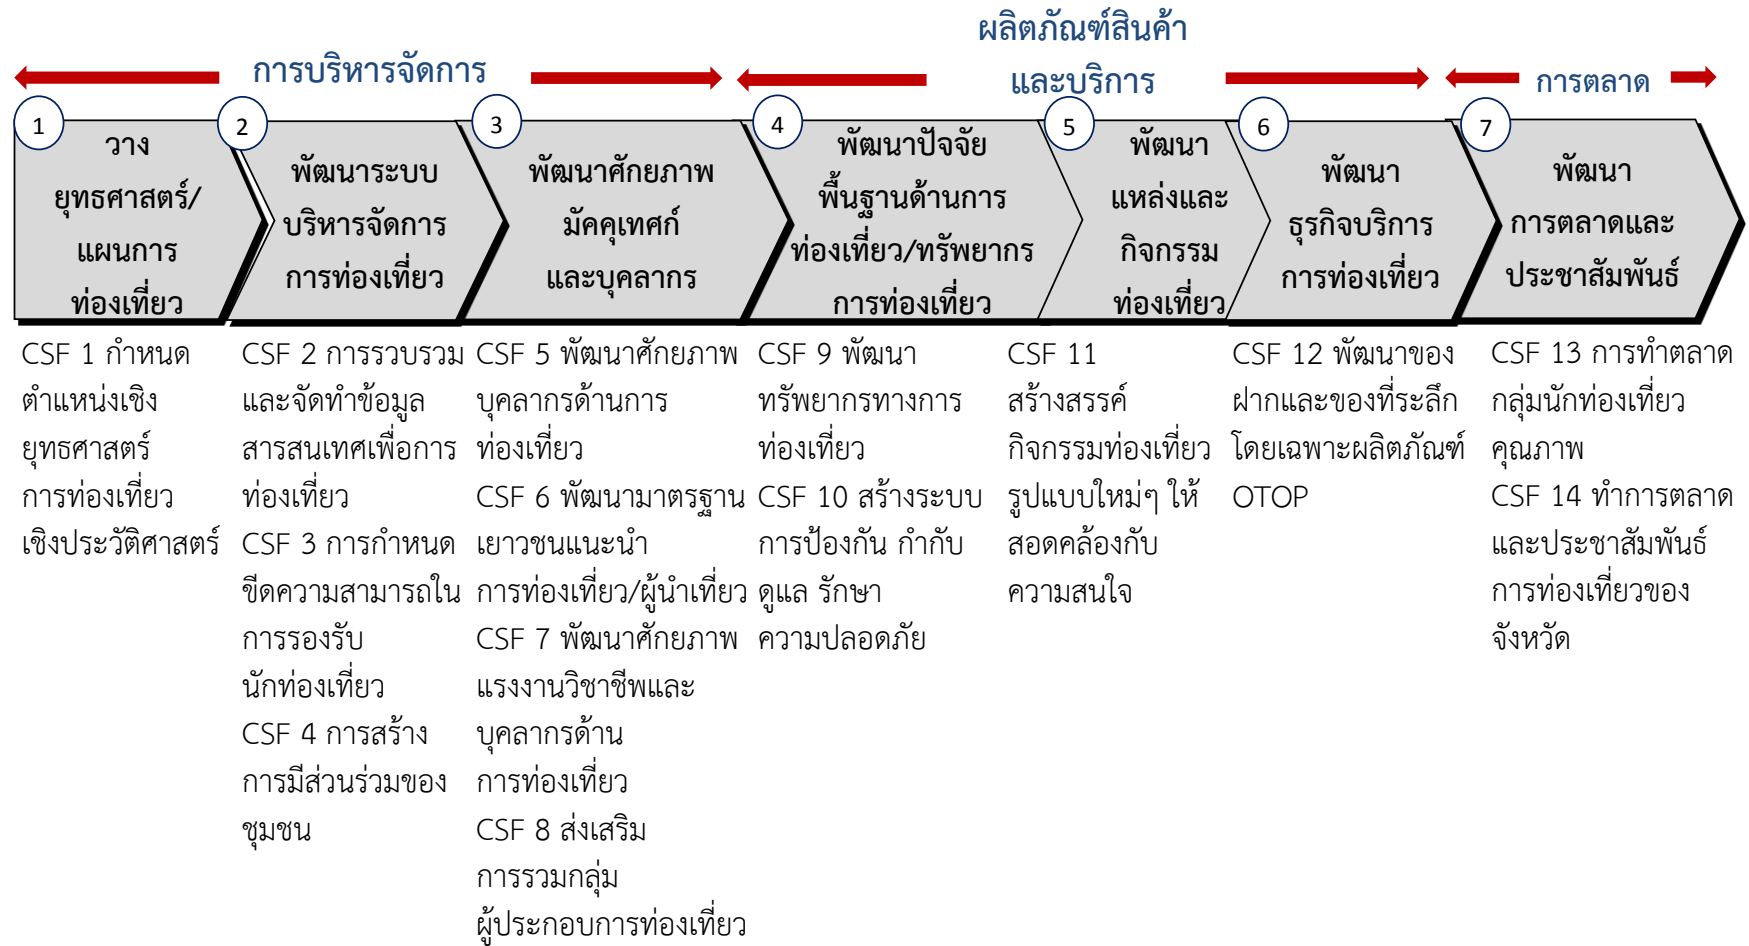 การบริหารจัดการ
ผลิตภัณฑ์สินค้า
และบริการ
การตลาด
1
วาง
ยุทธศาสตร์/
แผนการ
ท่องเที่ยว
2
พัฒนาระบบ
บริหารจัดการ
การท่องเที่ยว
3
พัฒนาศักยภาพ
มัคคุเทศก์
และบุคลากร
4
พัฒนาปัจจัย
พื้นฐานด้านการ
ท่องเที่ยว/ทรัพยากร
การท่องเที่ยว
5
พัฒนา
แหล่งและ
กิจกรรม
ท่องเที่ยว
6
พัฒนา
ธุรกิจบริการ
การท่องเที่ยว
7
พัฒนา
การตลาดและ
ประชาสัมพันธ์
CSF 1 กำหนด
ตำแหน่งเชิง
ยุทธศาสตร์
การท่องเที่ยว
เชิงประวัติศาสตร์
CSF 2 การรวบรวม
และจัดทำข้อมูล
สารสนเทศเพื่อการ
ท่องเที่ยว
CSF 3 การกำหนด
ขีดความสามารถใน
การรองรับ
นักท่องเที่ยว
CSF 4 การสร้าง
การมีส่วนร่วมของ
ชุมชน
CSF 5 พัฒนาศักยภาพ
บุคลากรด้านการ
ท่องเที่ยว
CSF 6 พัฒนามาตรฐาน
เยาวชนแนะนำ
การท่องเที่ยว/ผู้นำเที่ยว
CSF 7 พัฒนาศักยภาพ
แรงงานวิชาชีพและ
บุคลากรด้าน
การท่องเที่ยว
CSF 8 ส่งเสริม
การรวมกลุ่ม
ผู้ประกอบการท่องเที่ยว
CSF 9 พัฒนา
ทรัพยากรทางการ
ท่องเที่ยว
CSF 10 สร้างระบบ
การป้องกัน กำกับ
ดูแล รักษา
ความปลอดภัย
CSF 11
สร้างสรรค์
กิจกรรมท่องเที่ยว
รูปแบบใหม่ๆ ให้
สอดคล้องกับ
ความสนใจ
CSF 12 พัฒนาของ
ฝากและของที่ระลึก
โดยเฉพาะผลิตภัณฑ์
OTOP
CSF 13 การทำตลาด
กลุ่มนักท่องเที่ยว
คุณภาพ
CSF 14 ทำการตลาด
และประชาสัมพันธ์
การท่องเที่ยวของ
จังหวัด